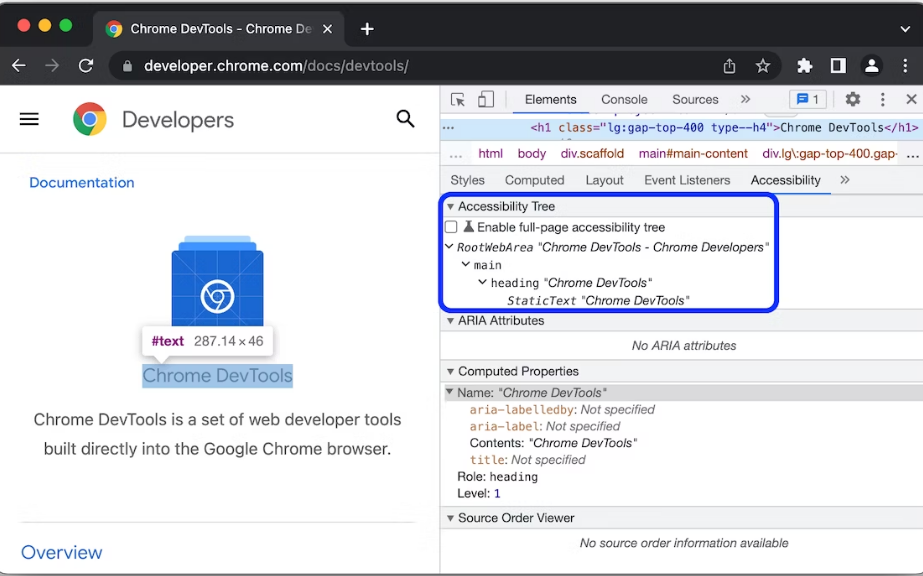 Chrome DevTools - Chrome De
developer.chrome.com/docs/devtools/
Developers
Documentation
#text 287.14 × 46
Chrome DevTools
Chrome DevTools is a set of web developer tools
built directly into the Google Chrome browser.
Overview
Elements Console Sources » 1
... <h1 class="lg:gap-top-400 type--h4">Chrome DevTools</h1>
... html body div.scaffold main#main-content div.lg\:gap-top-400.gap- ...
Styles Computed Layout Event Listeners Accessibility »
Accessibility Tree
Enable full-page accessibility tree
RootWebArea "Chrome DevTools - Chrome Developers"
main
heading "Chrome DevTools"
StaticText "Chrome DevTools"
ARIA Attributes
No ARIA attributes
Computed Properties
Name: "Chrome DevTools"
aria-labelledby: Not specified
aria-label: Not specified
Contents: "Chrome DevTools"
title: Not specified
Role: heading
Level: 1
Source Order Viewer
No source order information available